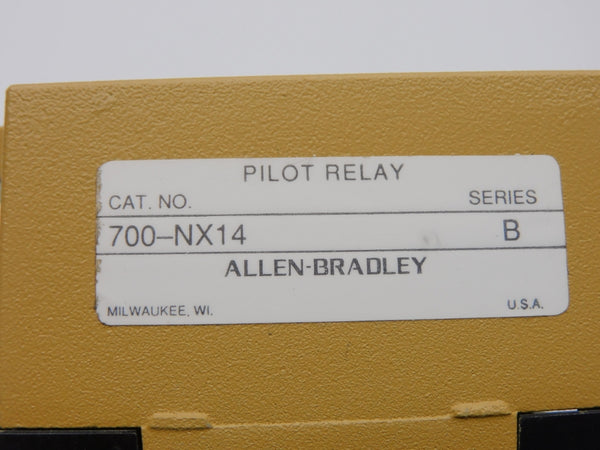 PILOT RELAY
CAT. NO. SERIES
700-NX14 B
ALLEN-BRADLEY
MILWAUKEE, WI. U.S.A.